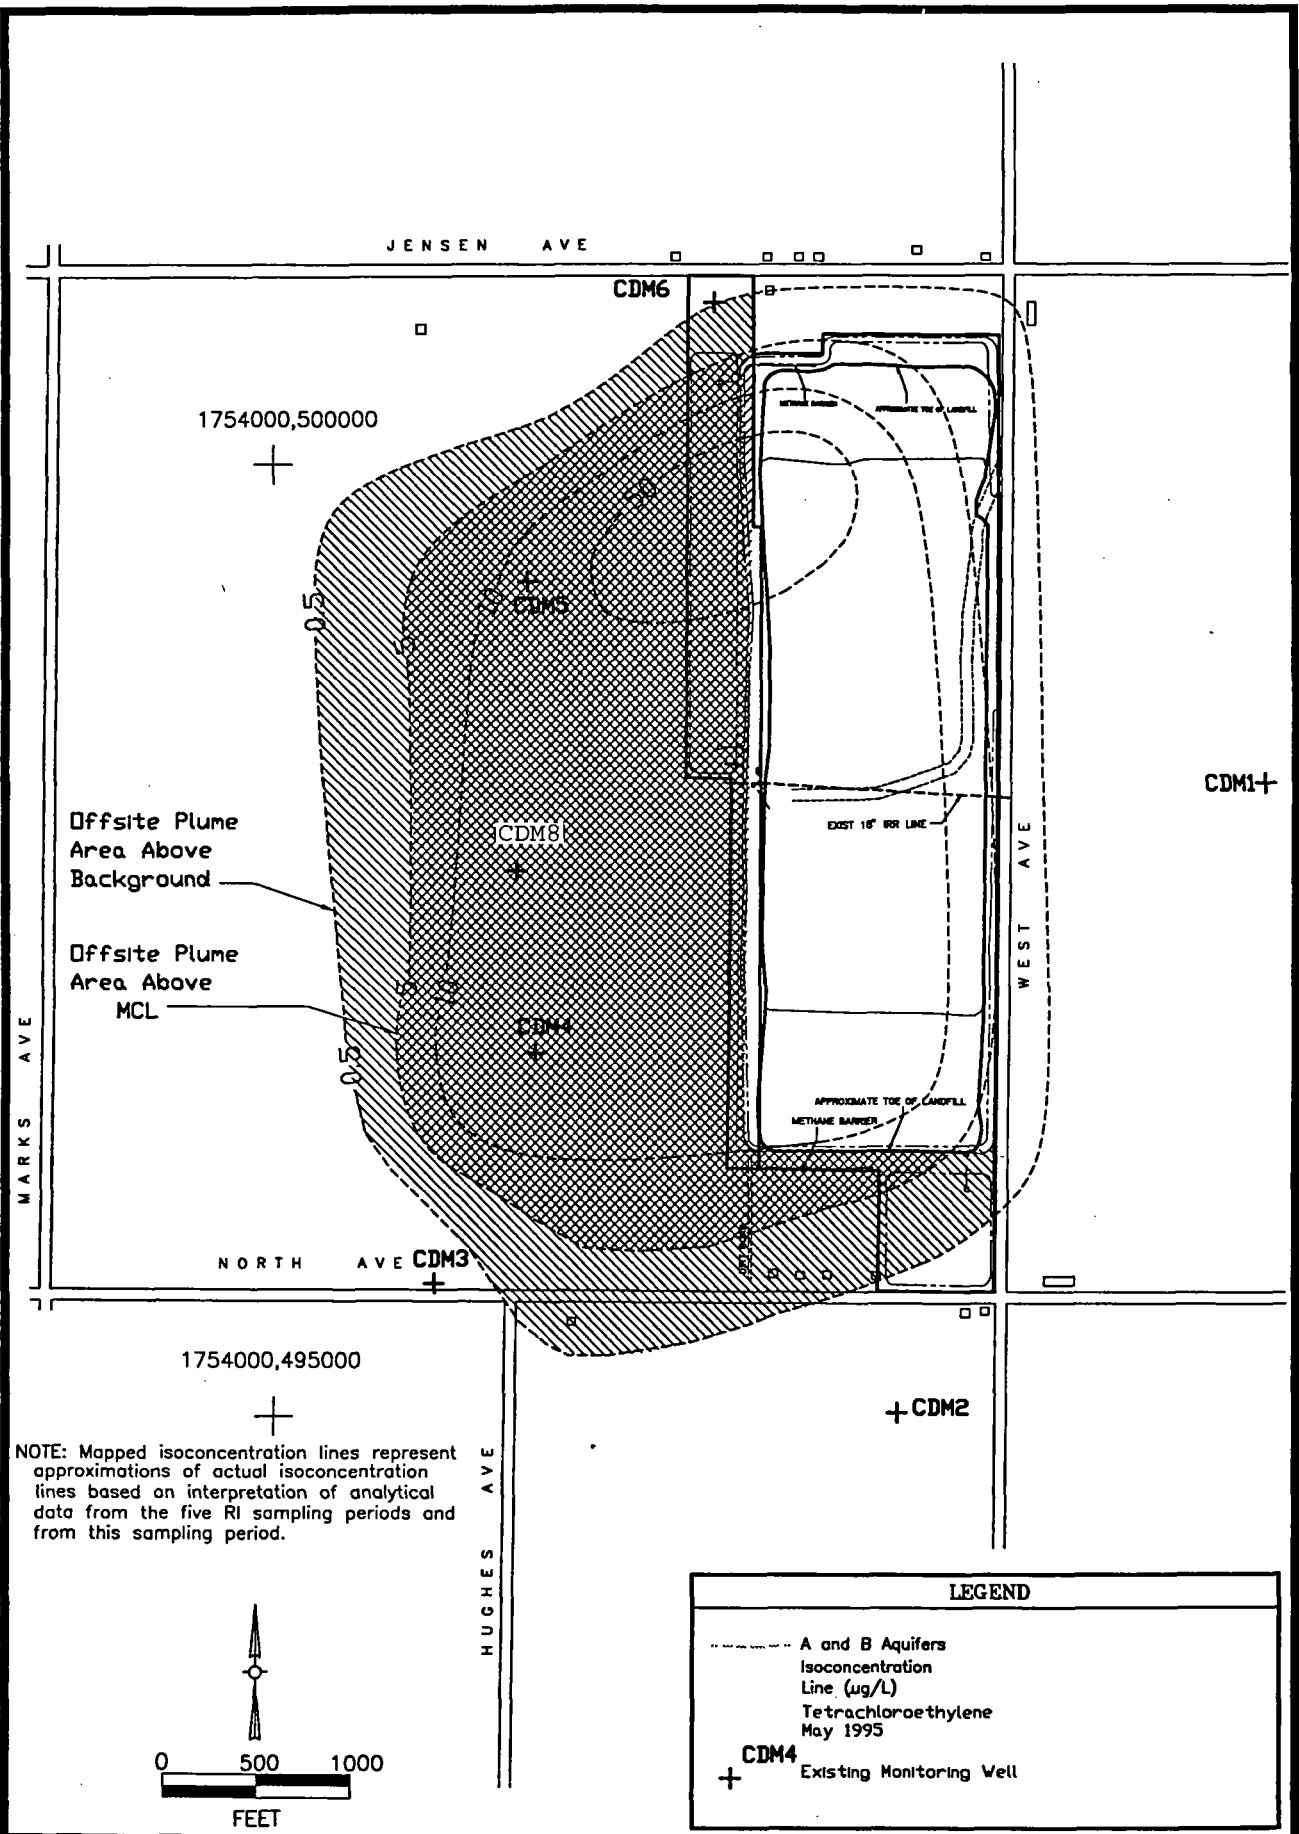 JENSEN AVE
CDM6
1754000,500000
METHANE BARRIER
APPROXIMATE TOE OF LANDFILL
50
10
CDM5
0.5
5
CDM1
EXIST 18" IRR LINE
Offsite Plume
Area Above
Background
CDM8
WEST AVE
Offsite Plume
Area Above
MCL
5
10
CDM4
0.5
MARKS AVE
APPROXIMATE TOE OF LANDFILL
METHANE BARRIER
NORTH AVE
CDM3
1754000,495000
CDM2
NOTE: Mapped isoconcentration lines represent
approximations of actual isoconcentration
lines based on interpretation of analytical
data from the five RI sampling periods and
from this sampling period.
HUGHES AVE
0 500 1000
FEET
LEGEND
A and B Aquifers
Isoconcentration
Line (µg/L)
Tetrachloroethylene
May 1995
CDM4
Existing Monitoring Well